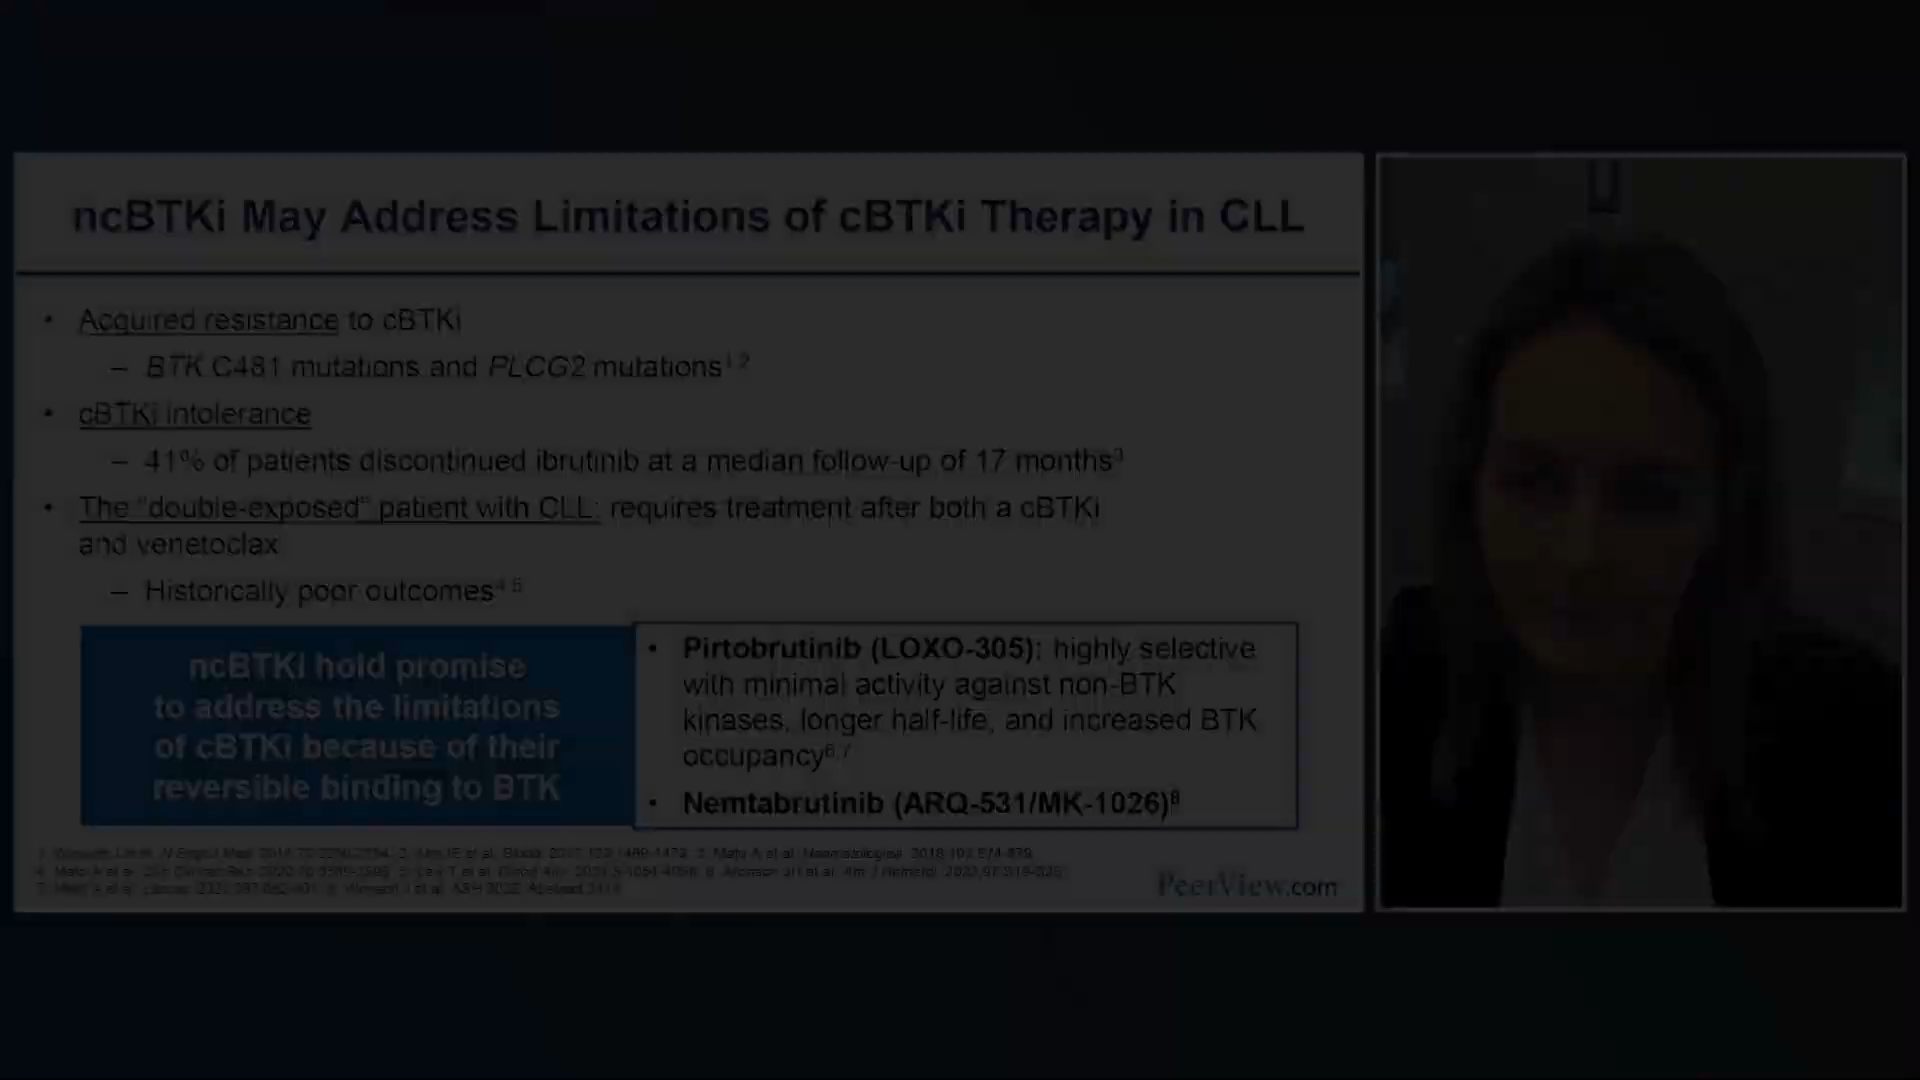 ncBTKi May Address Limitations of cBTKi Therapy in CLL
• Acquired resistance to cBTKi
– BTK C481 mutations and PLCG2 mutations1,2
• cBTKi intolerance
– 41% of patients discontinued ibrutinib at a median follow-up of 17 months3
• The "double-exposed" patient with CLL: requires treatment after both a cBTKi
and venetoclax
– Historically poor outcomes4,5
ncBTKi hold promise
to address the limitations
of cBTKi because of their
reversible binding to BTK
• Pirtobrutinib (LOXO-305): highly selective
with minimal activity against non-BTK
kinases, longer half-life, and increased BTK
occupancy6,7
• Nemtabrutinib (ARQ-531/MK-1026)8
PeerView.com